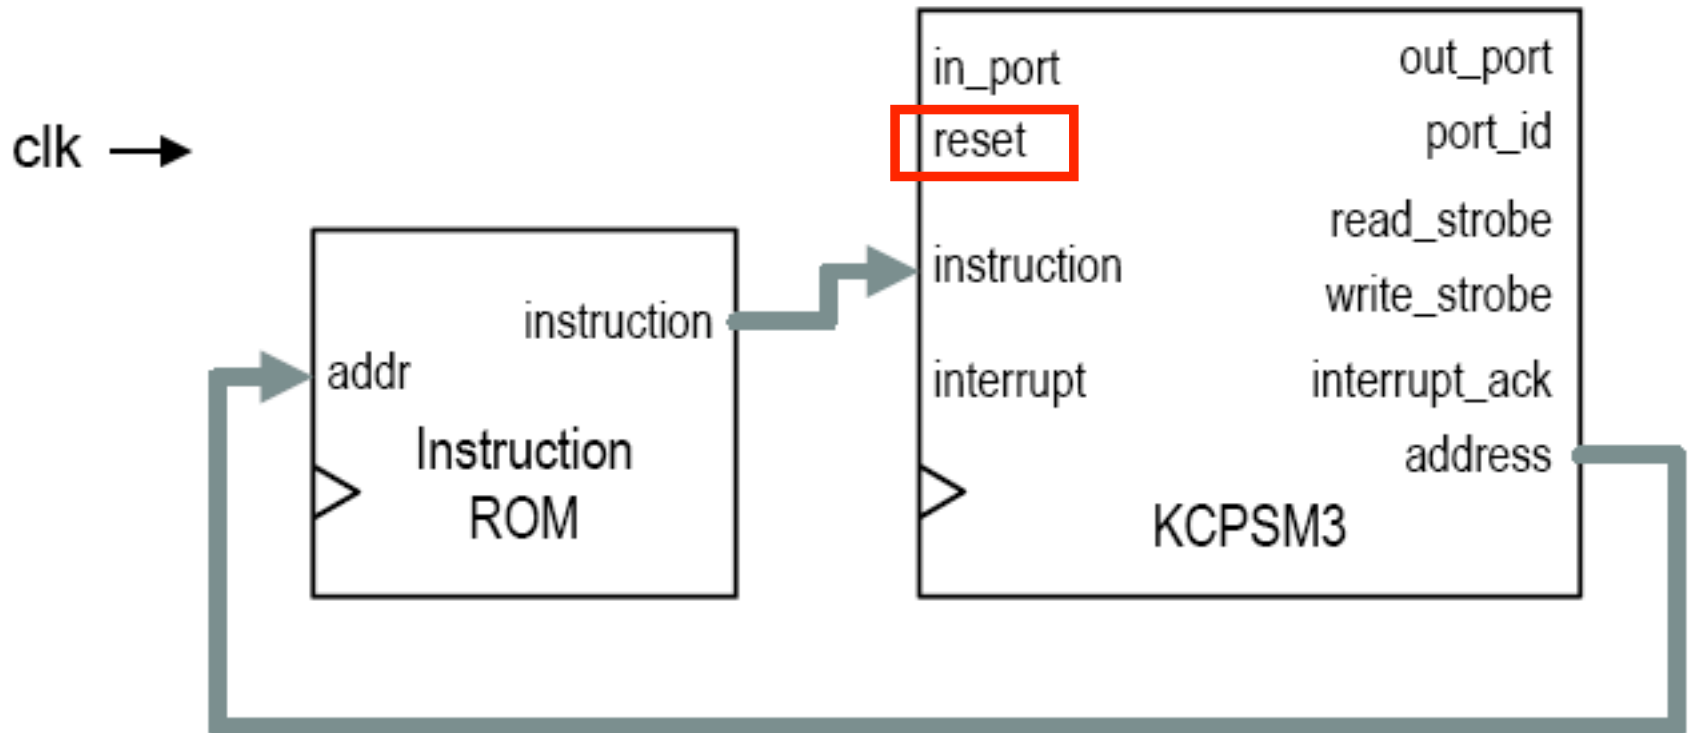 clk
addr
instruction
Instruction
ROM
in_port
reset
instruction
interrupt
out_port
port_id
read_strobe
write_strobe
interrupt_ack
address
KCPSM3